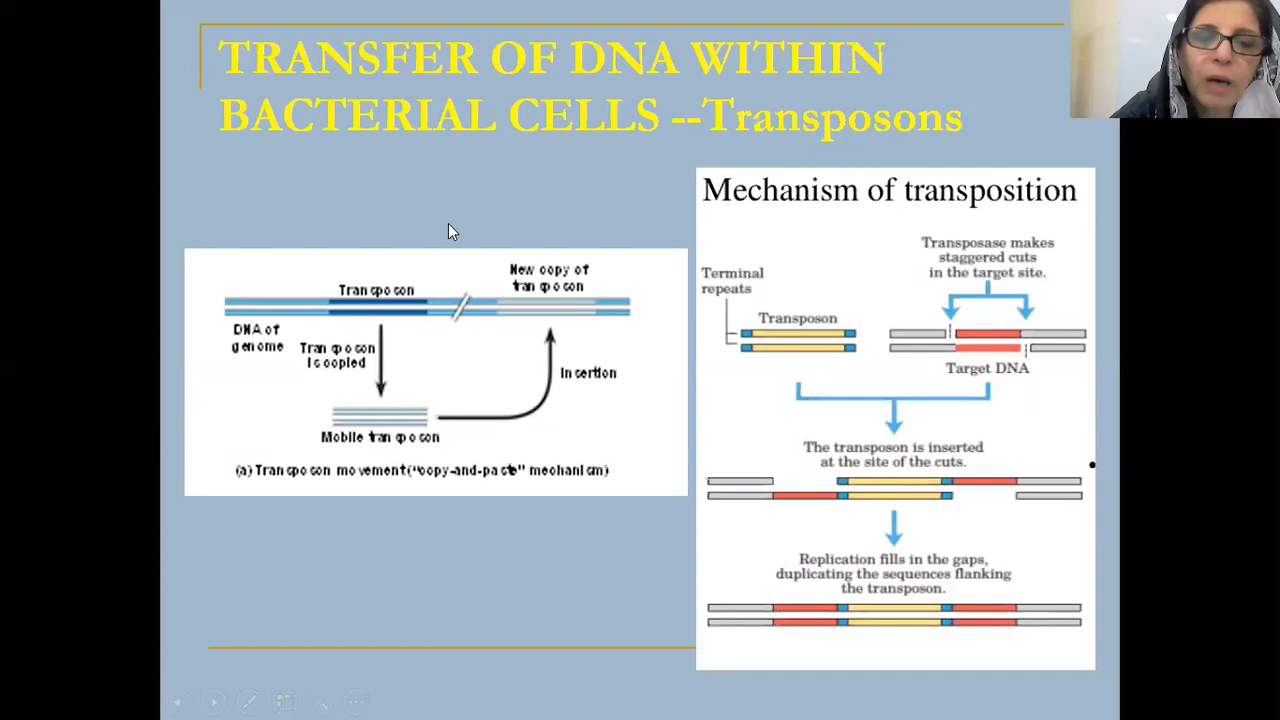 TRANSFER OF DNA WITHIN
BACTERIAL CELLS --Transposons
New copy of
transposon
Transposon
DNA of
genome
Transposon
is copied
Insertion
Mobile transposon
(a) Transposon movement ("copy-and-paste" mechanism)
Mechanism of transposition
Transposase makes
staggered cuts
in the target site.
Terminal
repeats
Transposon
Target DNA
The transposon is inserted
at the site of the cuts.
Replication fills in the gaps,
duplicating the sequences flanking
the transposon.